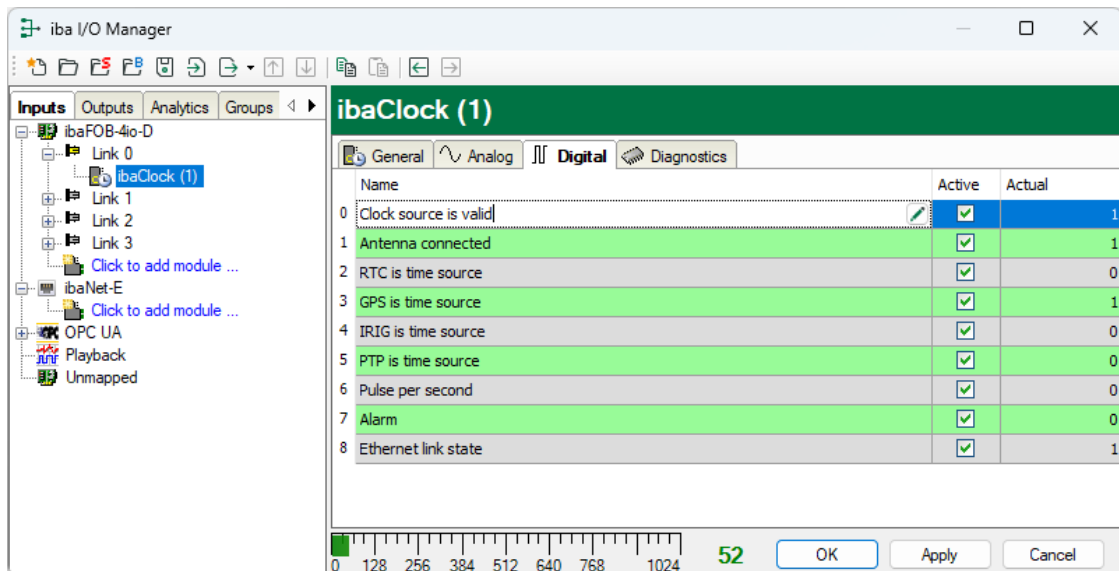 iba I/O Manager
Inputs Outputs Analytics Groups
ibaFOB-4io-D
Link 0
ibaClock (1)
Link 1
Link 2
Link 3
Click to add module ...
ibaNet-E
Click to add module ...
OPC UA
Playback
Unmapped
ibaClock (1)
General Analog Digital Diagnostics
Name Active Actual
0 Clock source is valid 1
1 Antenna connected 1
2 RTC is time source 0
3 GPS is time source 1
4 IRIG is time source 0
5 PTP is time source 0
6 Pulse per second 0
7 Alarm 0
8 Ethernet link state 1
0 128 256 384 512 640 768 1024
52 OK Apply Cancel